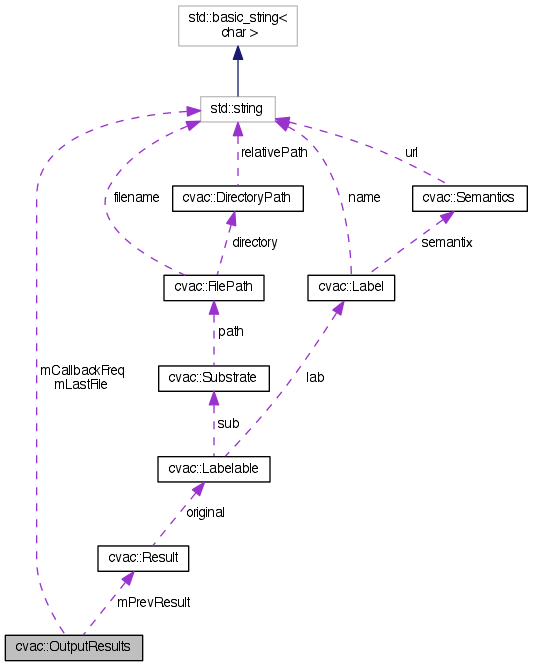 std::basic_string<
char >
std::string
relativePath
url
filename
cvac::DirectoryPath
name
cvac::Semantics
directory
semantix
cvac::FilePath
cvac::Label
path
mCallbackFreq
mLastFile
cvac::Substrate
lab
sub
cvac::Labelable
original
cvac::Result
mPrevResult
cvac::OutputResults